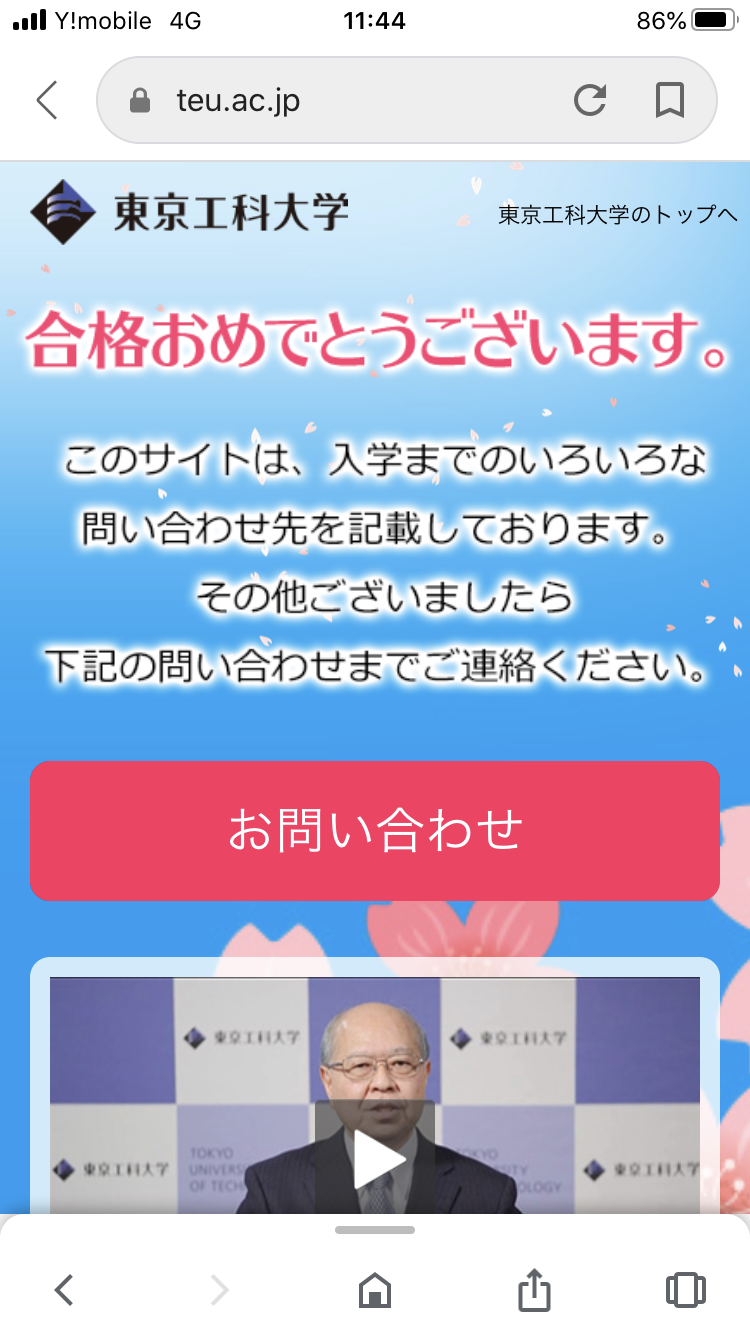 Y!mobile 4G 11:44 86%
teu.ac.jp
東京工科大学
東京工科大学のトップへ
合格おめでとうございます。
このサイトは、入学までのいろいろな
問い合わせ先を記載しております。
その他ございましたら
下記の問い合わせまでご連絡ください。
お問い合わせ
東京工科大学 東京工科大学
東京工科大学 東京工科大学